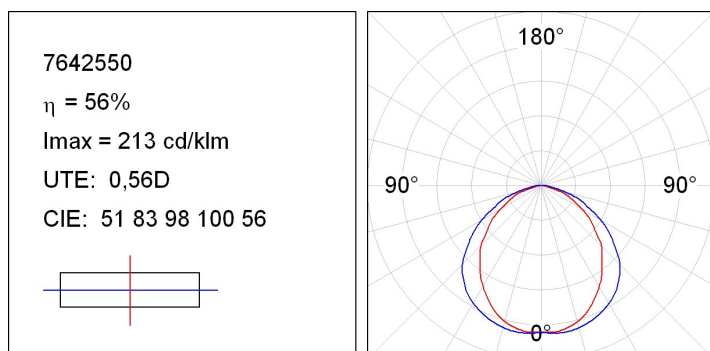 7642550
η = 56%
Imax = 213 cd/klm
UTE: 0,56D
CIE: 51 83 98 100 56
180°
90° 90°
0°